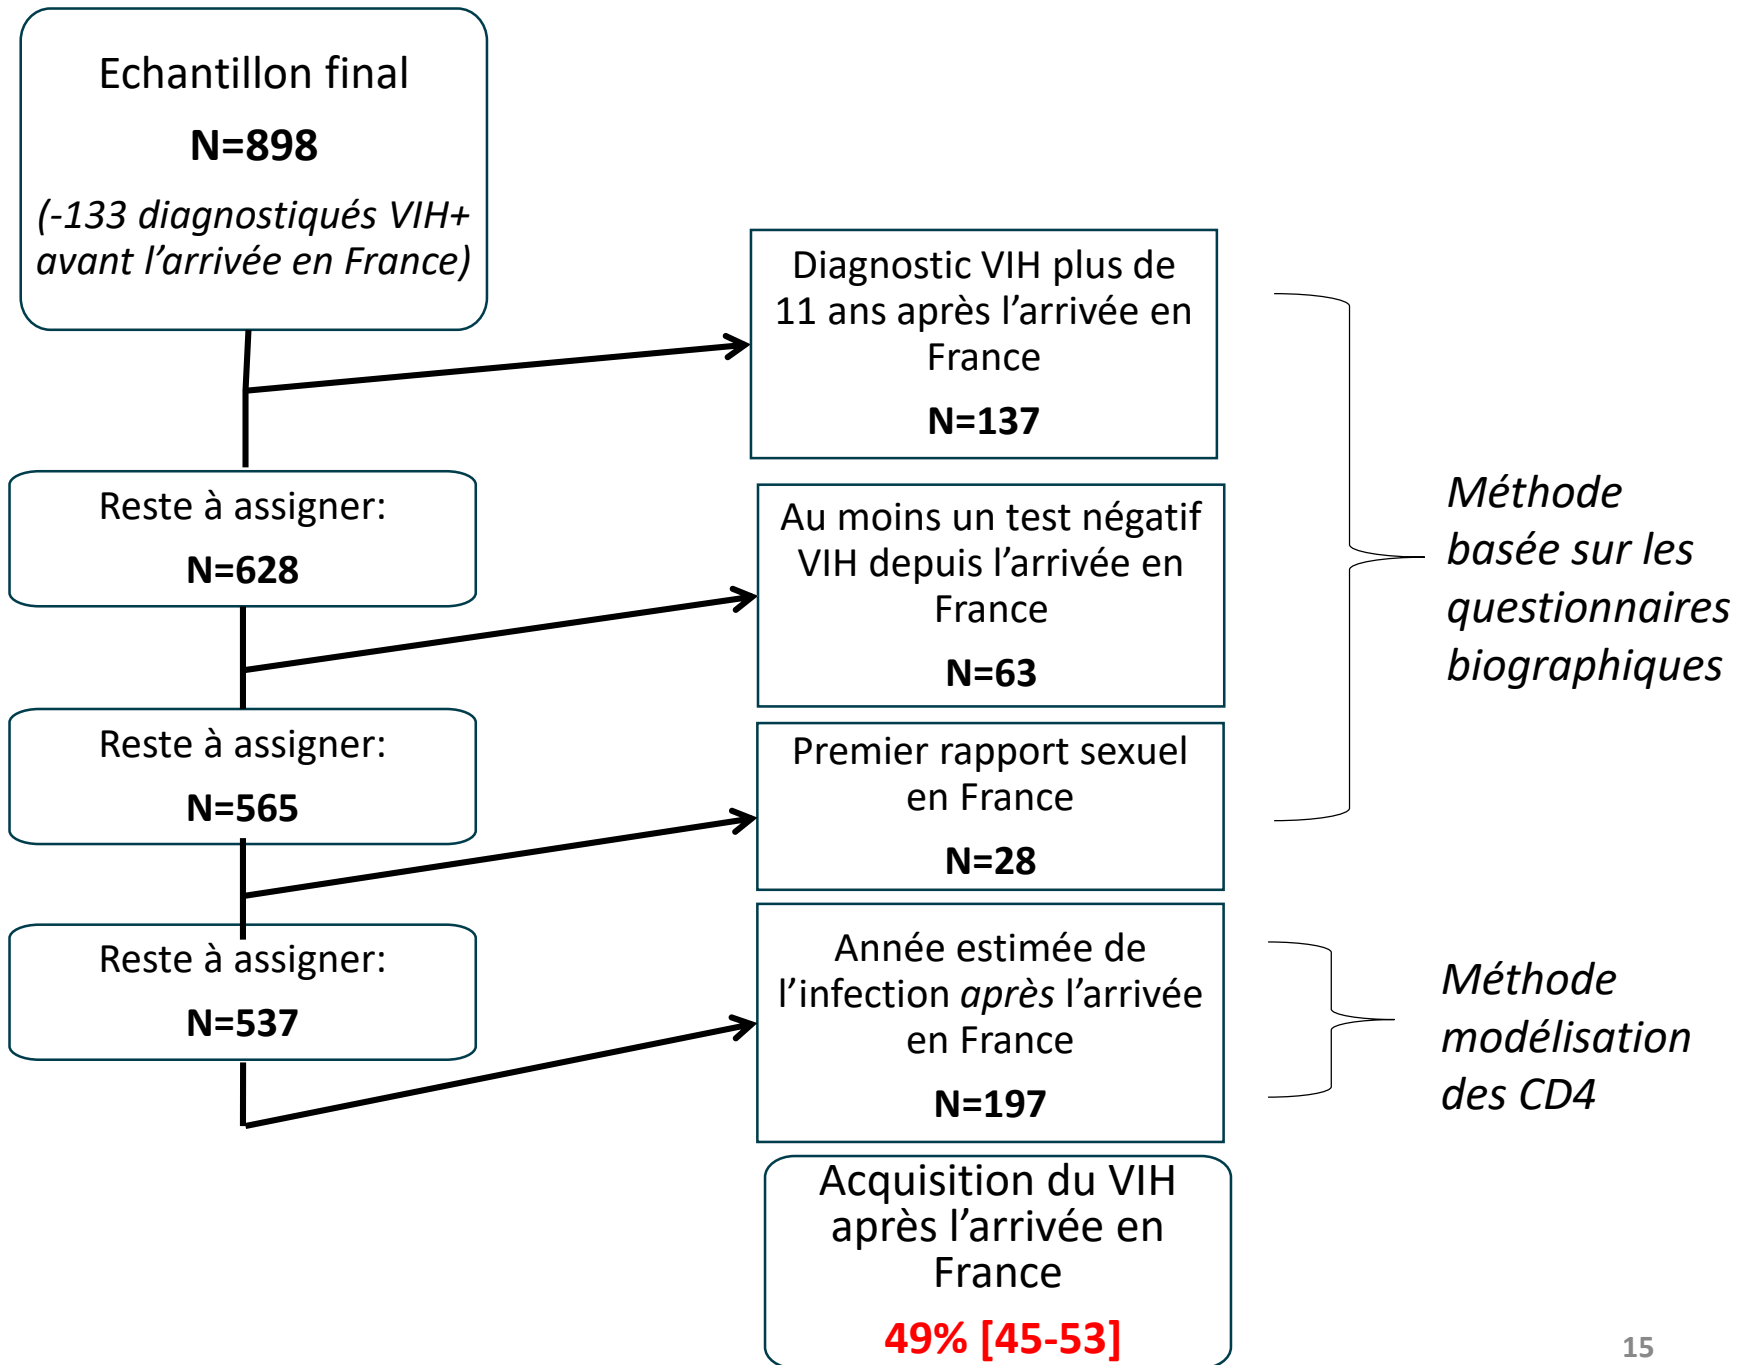 Echantillon final
N=898
(-133 diagnostiqués VIH+
avant l'arrivée en France)
Diagnostic VIH plus de
11 ans après l'arrivée en
France
N=137
Reste à assigner:
N=628
Au moins un test négatif
VIH depuis l'arrivée en
France
N=63
Reste à assigner:
N=565
Premier rapport sexuel
en France
N=28
Méthode
basée sur les
questionnaires
biographiques
Reste à assigner:
N=537
Année estimée de
l'infection après l'arrivée
en France
N=197
Méthode
modélisation
des CD4
Acquisition du VIH
après l'arrivée en
France
49% [45-53]
15